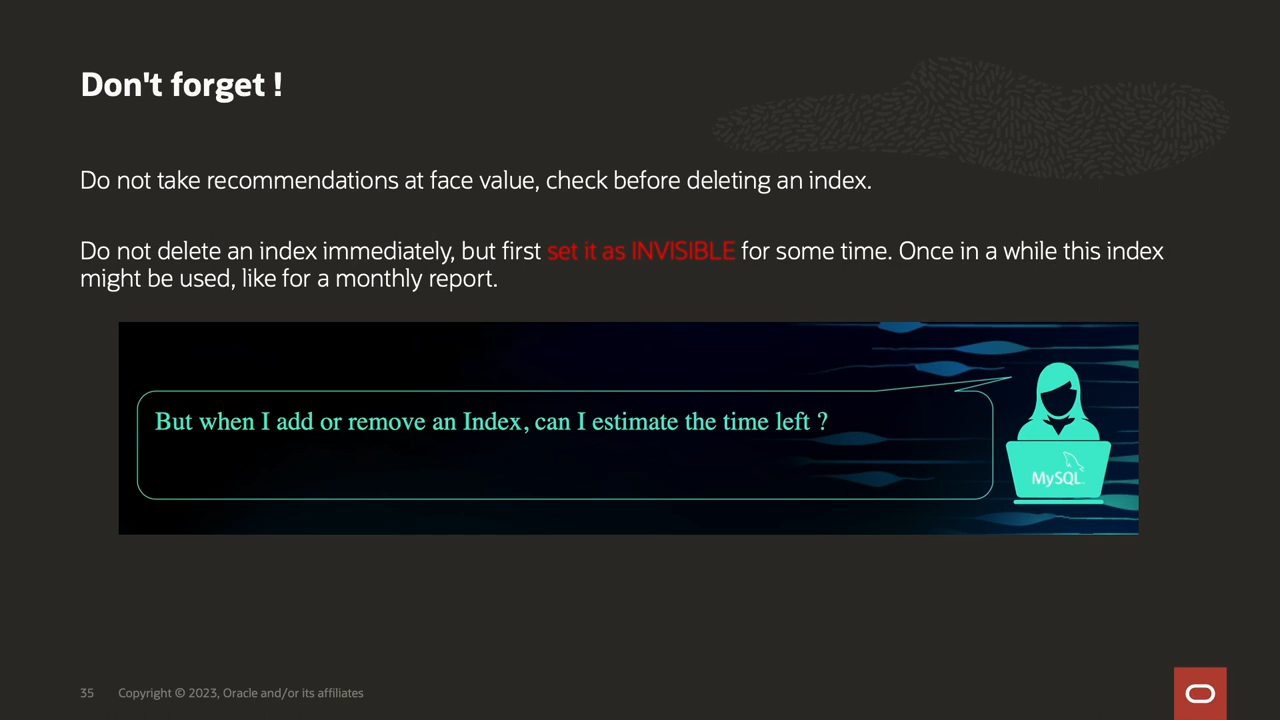 Don't forget !
Do not take recommendations at face value, check before deleting an index.
Do not delete an index immediately, but first set it as INVISIBLE for some time. Once in a while this index
might be used, like for a monthly report.
But when I add or remove an Index, can I estimate the time left ?
MySQL
35 Copyright © 2023, Oracle and/or its affiliates